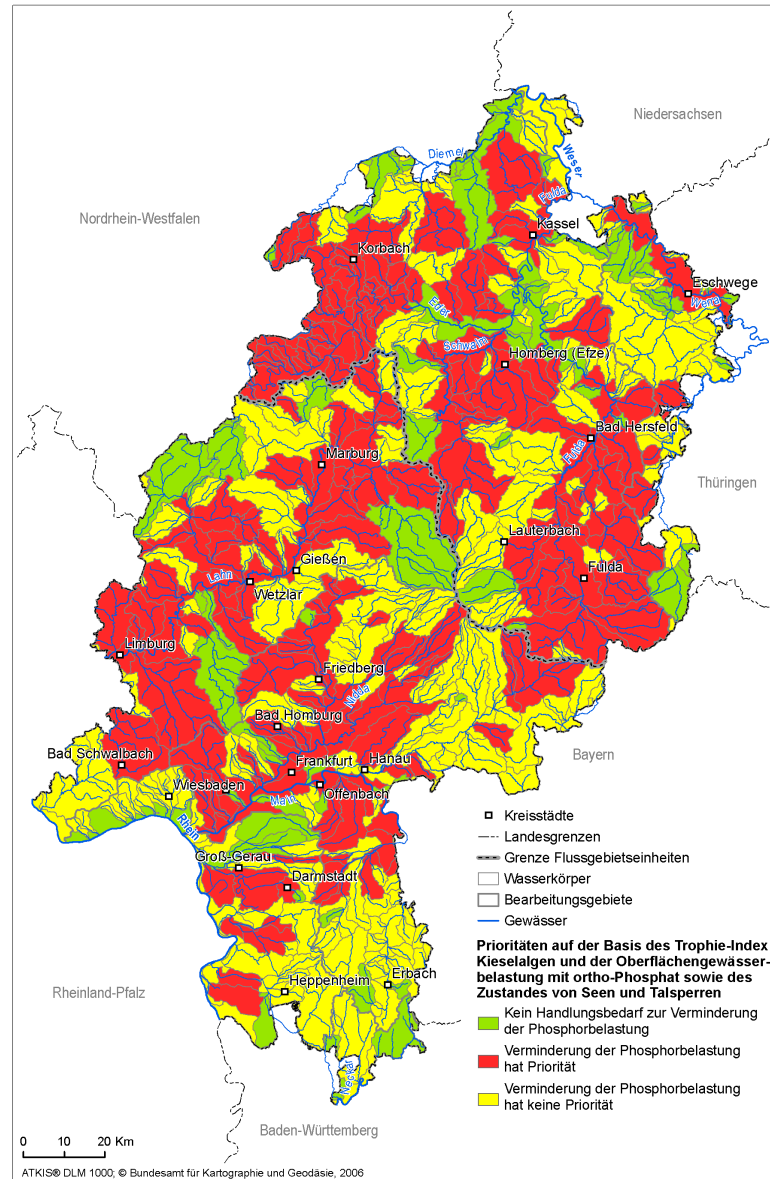 Niedersachsen
Diemel
Weser
Nordrhein-Westfalen
Fulda
Kassel
Korbach
Eschwege
Werra
Eder
Schwalm
Homberg (Efze)
Bad Hersfeld
Fulda
Marburg
Thüringen
Lauterbach
Gießen
Lahn
Wetzlar
Fulda
Limburg
Friedberg
Nidda
Bad Homburg
Bad Schwalbach
Bayern
Frankfurt
Hanau
Wiesbaden
Offenbach
Main
Rhein
Groß-Gerau
Darmstadt
Heppenheim
Erbach
Rheinland-Pfalz
Neckar
Baden-Württemberg
Kreisstädte
Landesgrenzen
Grenze Flussgebietseinheiten
Wasserkörper
Bearbeitungsgebiete
Gewässer
Prioritäten auf der Basis des Trophie-Index
Kieselalgen und der Oberflächengewässer-
belastung mit ortho-Phosphat sowie des
Zustandes von Seen und Talsperren
Kein Handlungsbedarf zur Verminderung
der Phosphorbelastung
Verminderung der Phosphorbelastung
hat Priorität
Verminderung der Phosphorbelastung
hat keine Priorität
0 10 20 Km
ATKIS® DLM 1000; © Bundesamt für Kartographie und Geodäsie, 2006